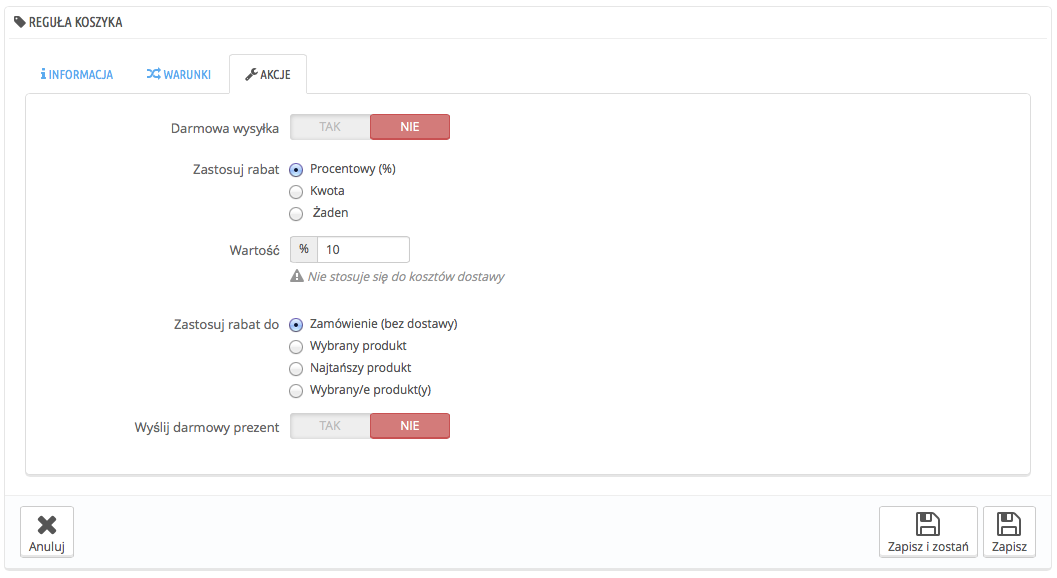 REGUŁA KOSZYKA
INFORMACJA WARUNKI AKCJE
Darmowa wysyłka TAK NIE
Zastosuj rabat Procentowy (%)
Kwota
Żaden
Wartość % 10
Nie stosuje się do kosztów dostawy
Zastosuj rabat do Zamówienie (bez dostawy)
Wybrany produkt
Najtańszy produkt
Wybrany/e produkt(y)
Wyślij darmowy prezent TAK NIE
Anuluj Zapisz i zostań Zapisz